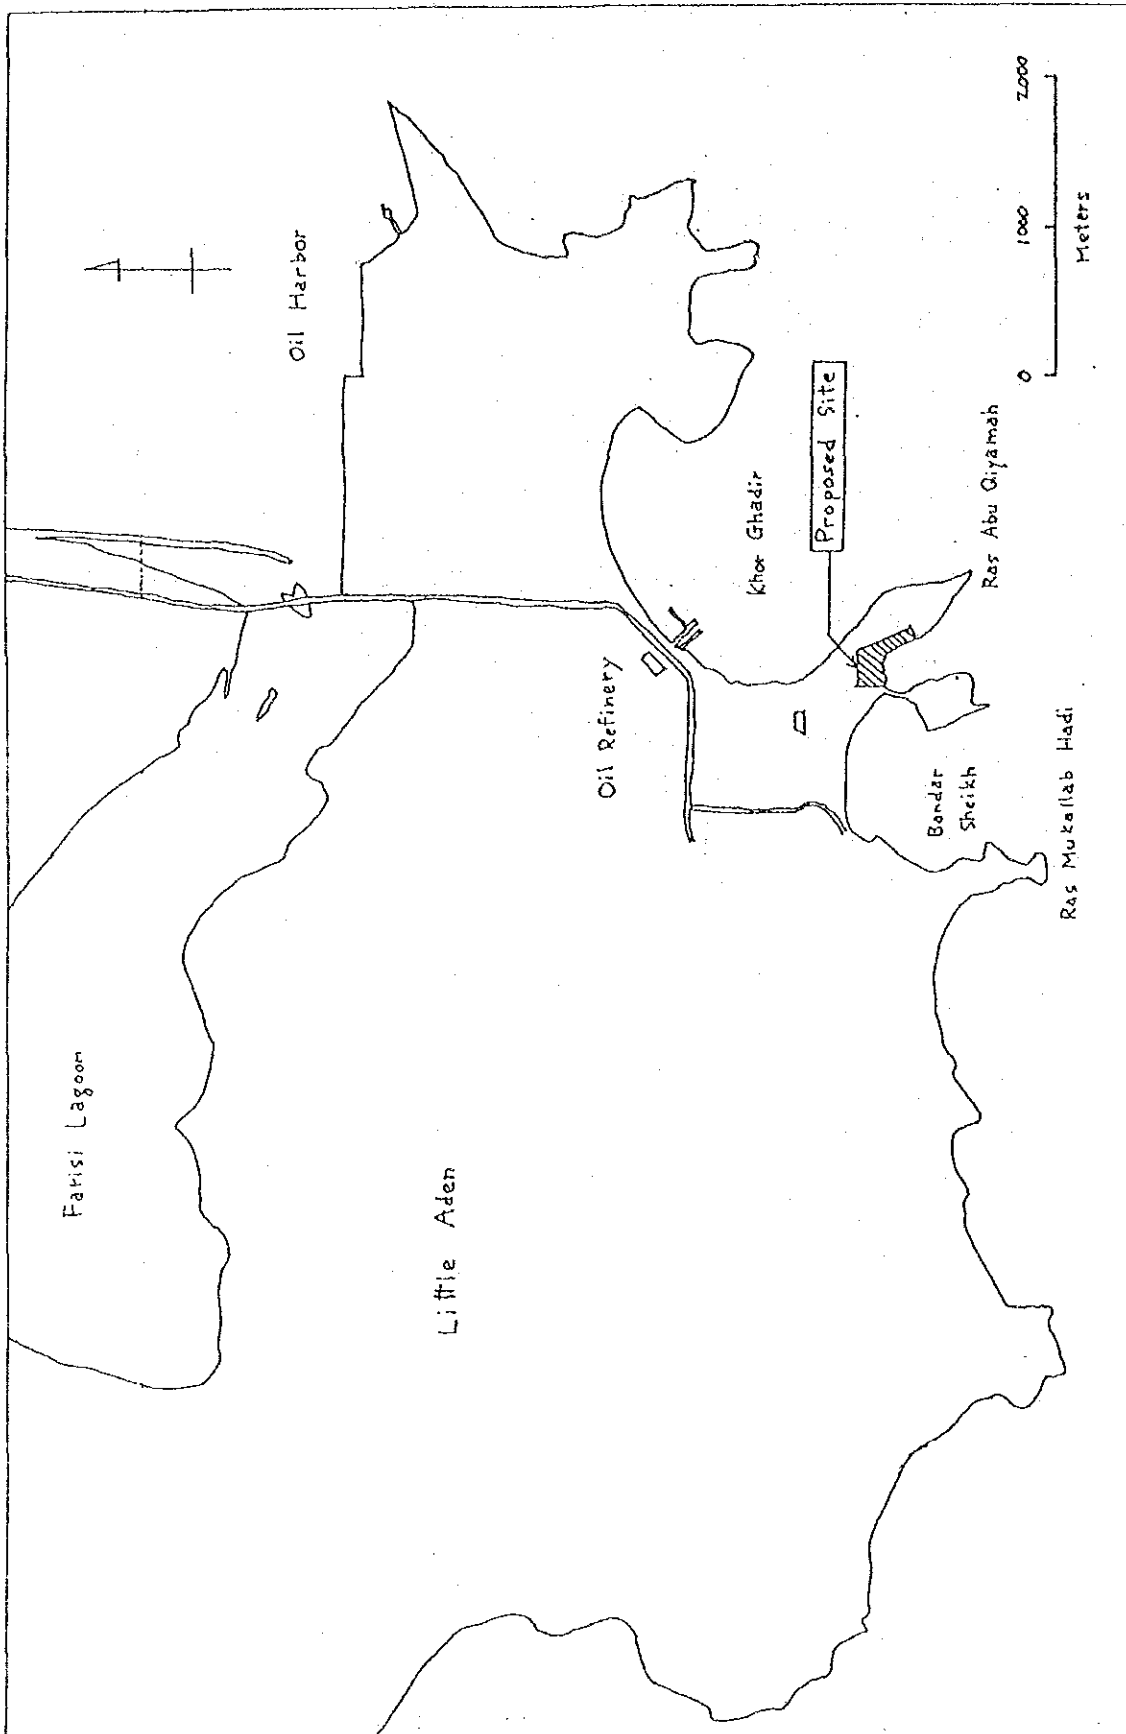 Farisi Lagoon
Oil Harbor
Little Aden
Oil Refinery
Khor Ghadir
Proposed Site
Bandar
Sheikh
Ras Abu Qiyamah
Ras Mukallab Hadi
0 1000 2000
Meters